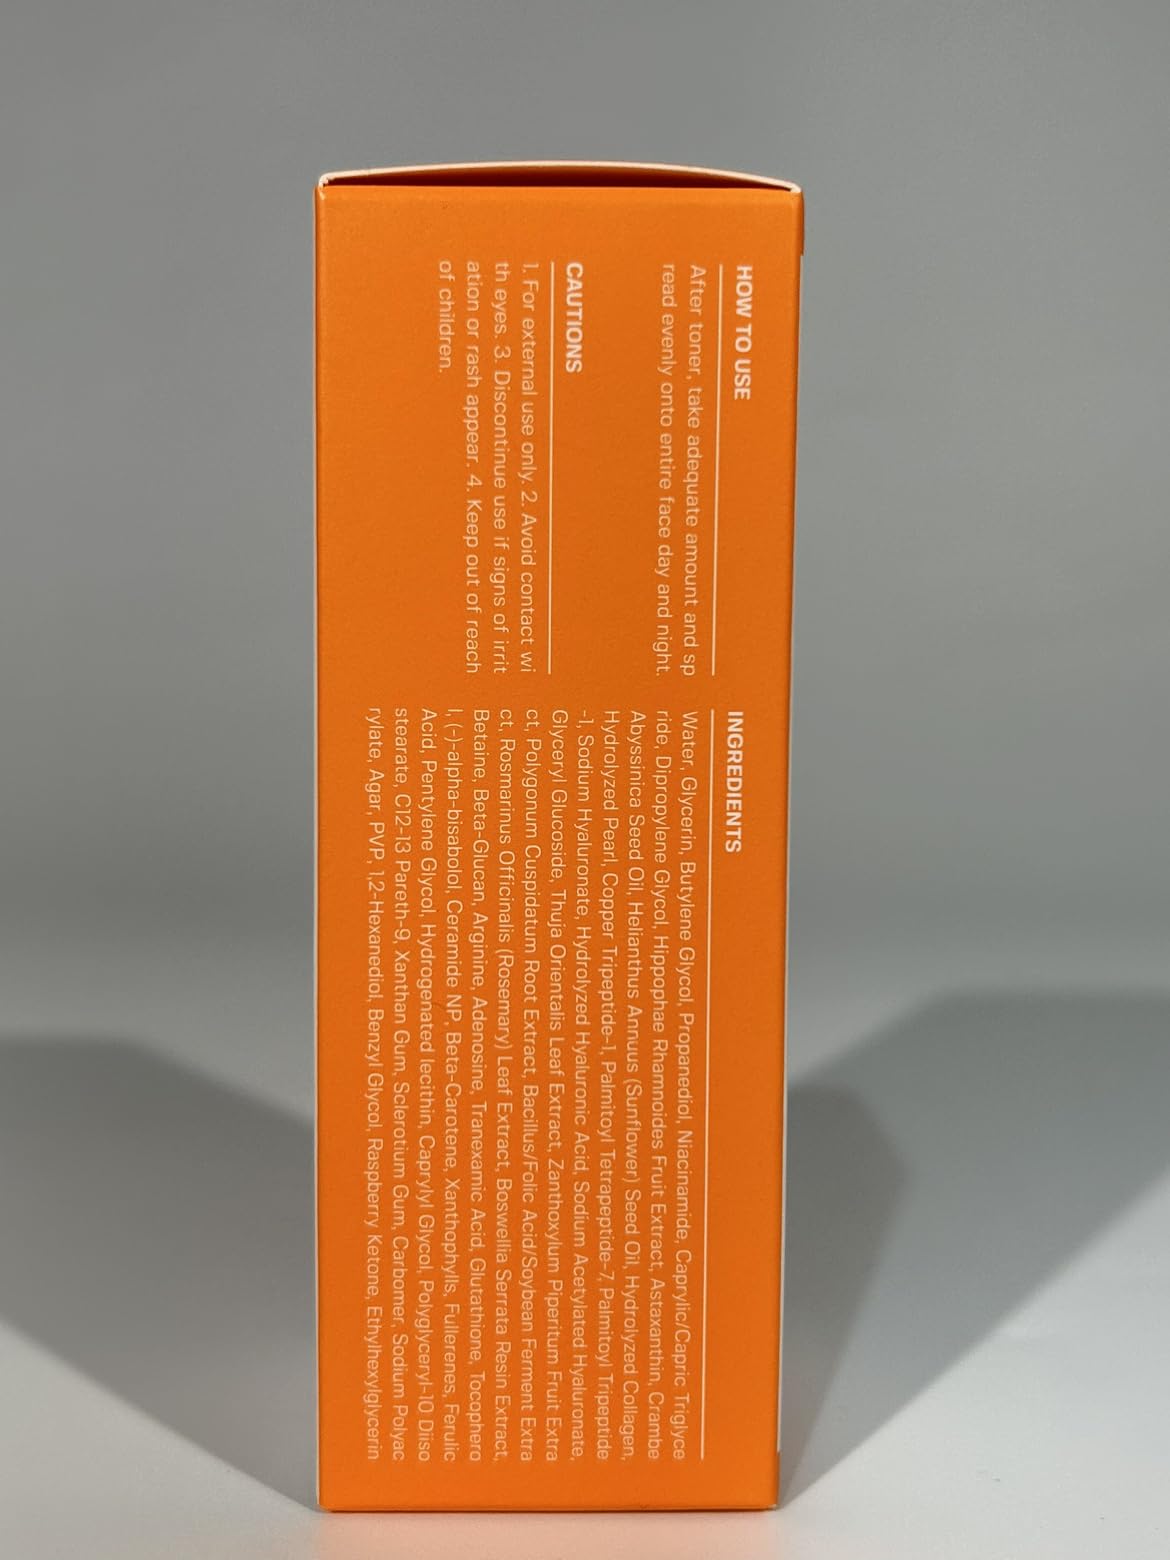 HOW TO USE
After toner, take adequate amount and sp
read evenly onto entire face day and night.
CAUTIONS
1. For external use only. 2. Avoid contact wi
th eyes. 3. Discontinue use if signs of irrit
ation or rash appear. 4. Keep out of reach
of children.
INGREDIENTS
Water, Glycerin, Butylene Glycol, Propanediol, Niacinamide, Caprylic/Capric Triglyce
ride, Dipropylene Glycol, Hippophae Rhamnoides Fruit Extract, Astaxanthin, Crambe
Abyssinica Seed Oil, Helianthus Annuus (Sunflower) Seed Oil, Hydrolyzed Collagen,
Hydrolyzed Pearl, Copper Tripeptide-1, Palmitoyl Tetrapeptide-7, Palmitoyl Tripeptide
-1, Sodium Hyaluronate, Hydrolyzed Hyaluronic Acid, Sodium Acetylated Hyaluronate,
Glyceryl Glucoside, Thuja Orientalis Leaf Extract, Zanthoxylum Piperitum Fruit Extra
ct, Polygonum Cuspidatum Root Extract, Bacillus/Folic Acid/Soybean Ferment Extra
ct, Rosmarinus Officinalis (Rosemary) Leaf Extract, Boswellia Serrata Resin Extract,
Betaine, Beta-Glucan, Arginine, Adenosine, Tranexamic Acid, Glutathione, Tocophero
l, (-)-alpha-bisabolol, Ceramide NP, Beta-Carotene, Xanthophylls, Fullerenes, Ferulic
Acid, Pentylene Glycol, Hydrogenated lecithin, Caprylyl Glycol, Polyglyceryl-10, Diiso
stearate, C12-13 Pareth-9, Xanthan Gum, Sclerotium Gum, Carbomer, Sodium Polyac
rylate, Agar, PVP, 1,2-Hexanediol, Benzyl Glycol, Raspberry Ketone, Ethylhexylglycerin